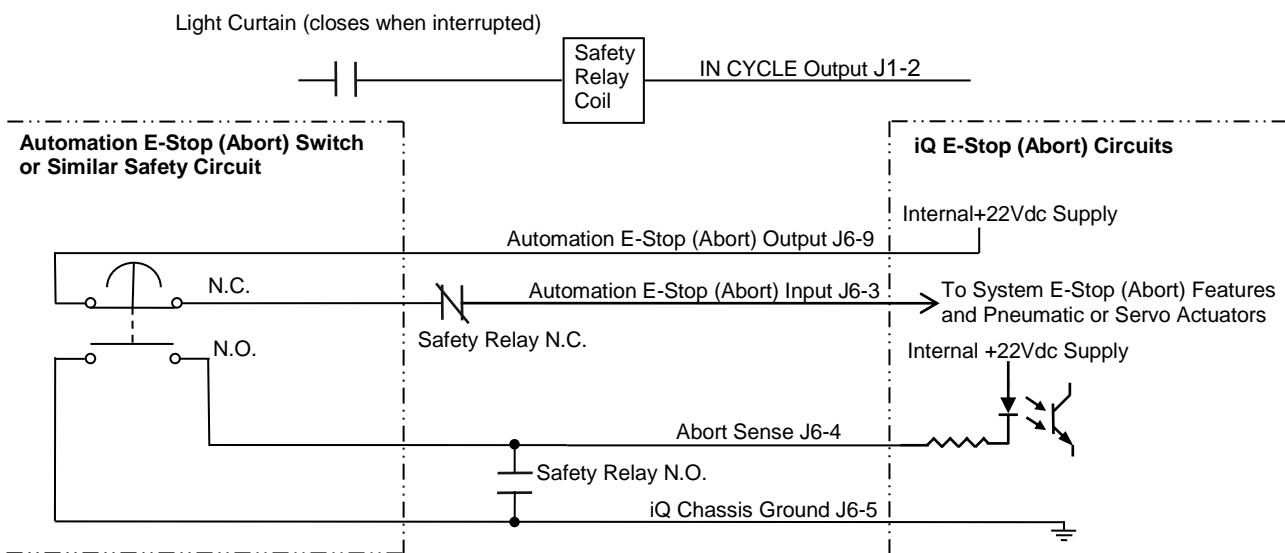 Light Curtain (closes when interrupted)
Safety
Relay
Coil
IN CYCLE Output J1-2
Automation E-Stop (Abort) Switch
or Similar Safety Circuit
iQ E-Stop (Abort) Circuits
Internal+22Vdc Supply
Automation E-Stop (Abort) Output J6-9
N.C.
Automation E-Stop (Abort) Input J6-3
To System E-Stop (Abort) Features
and Pneumatic or Servo Actuators
Safety Relay N.C.
N.O.
Internal +22Vdc Supply
Abort Sense J6-4
Safety Relay N.O.
iQ Chassis Ground J6-5